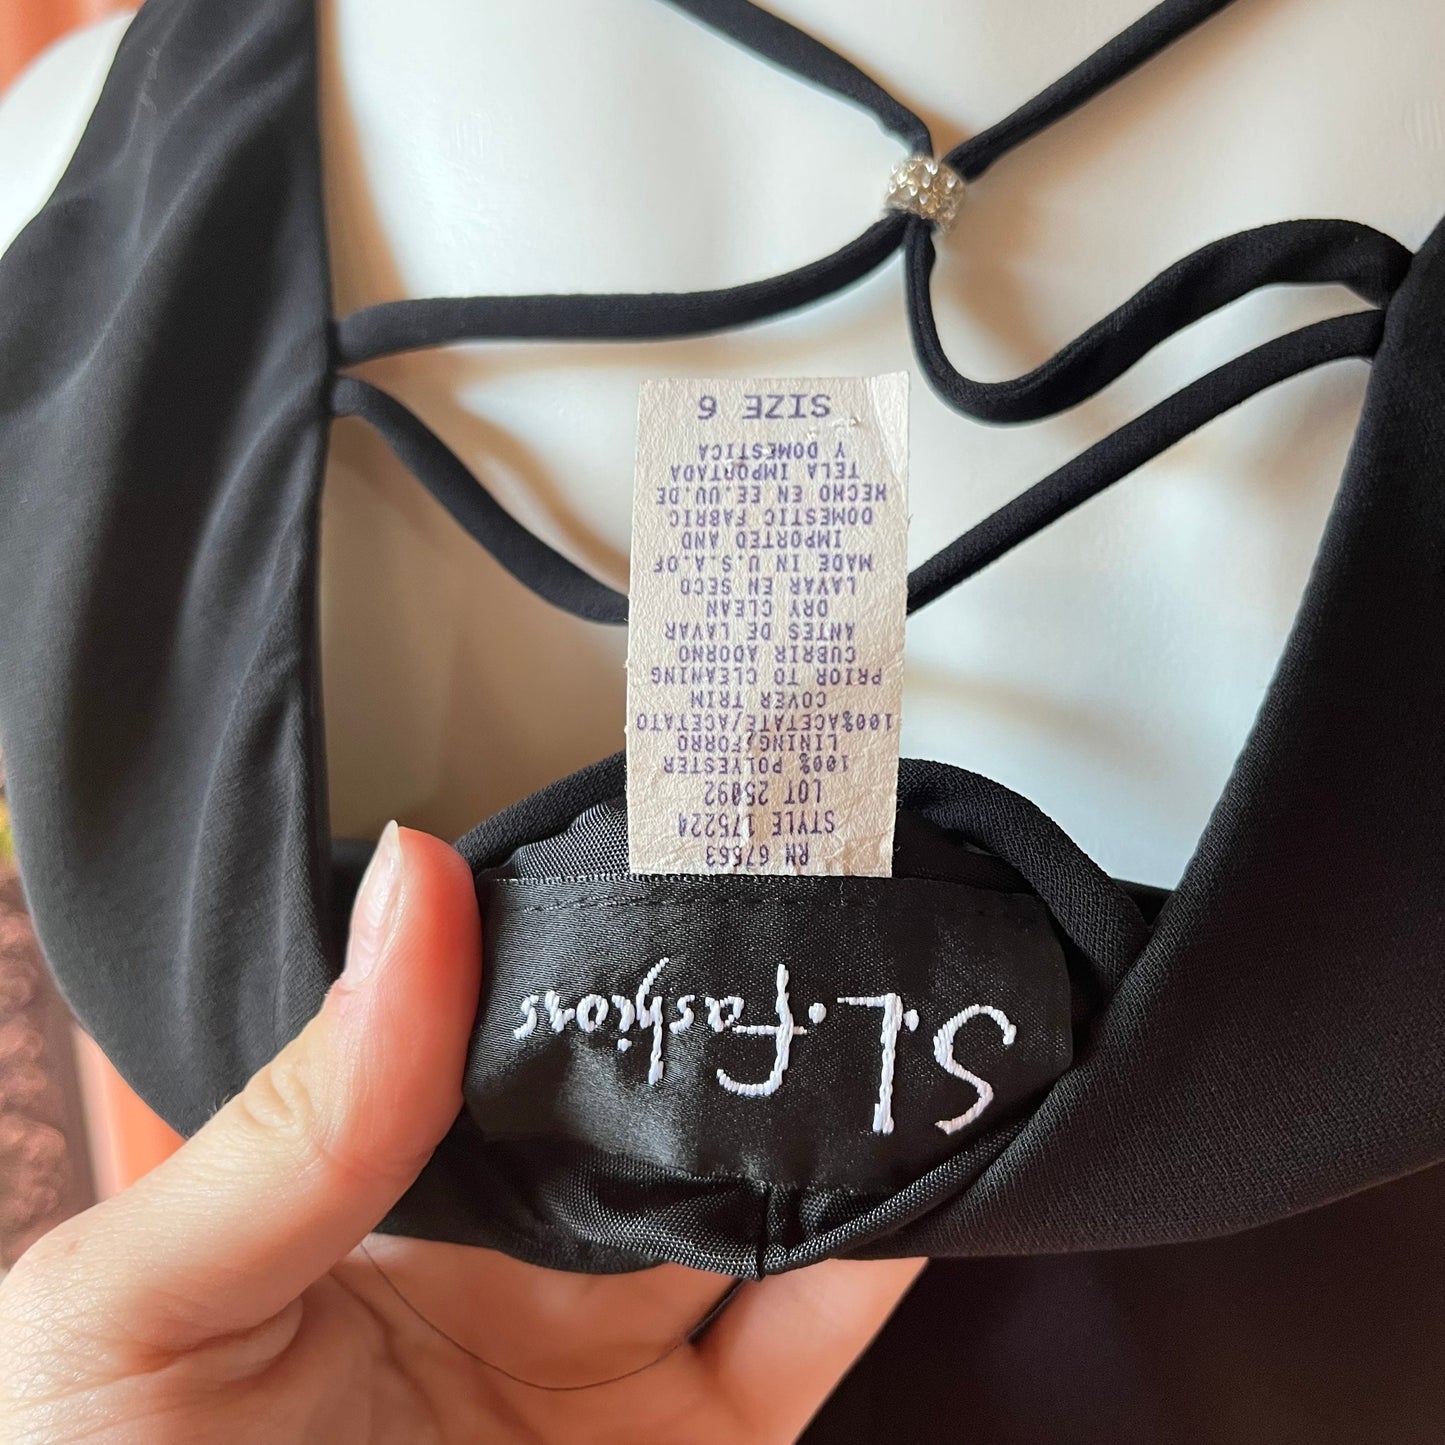 S.L.fashions
RN 67563
STYLE 175224
LOT 25092
100% POLYESTER
LINING/FORRO
100%ACETATE/ACETATO
COVER TRIM
PRIOR TO CLEANING
CUBRIR ADORNO
ANTES DE LAVAR
DRY CLEAN
LAVAR EN SECO
MADE IN U.S.A.OF
IMPORTED AND
DOMESTIC FABRIC
HECHO EN EE.UU.DE
TELA IMPORTADA
Y DOMESTICA
SIZE 6